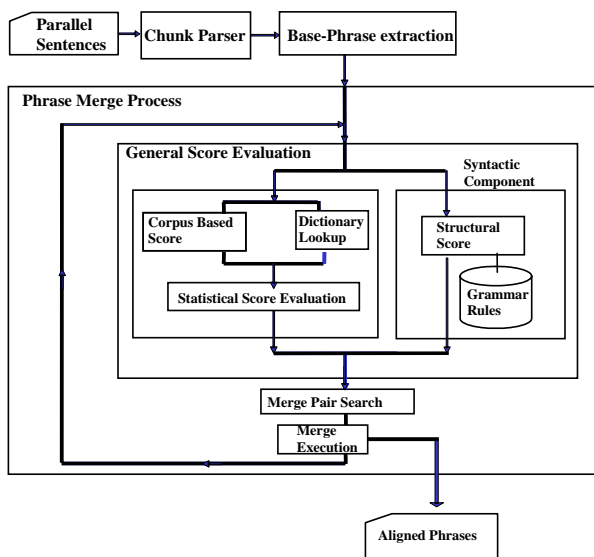 Parallel
Sentences
Chunk Parser
Base-Phrase extraction
Phrase Merge Process
General Score Evaluation
Syntactic
Component
Corpus Based
Score
Dictionary
Lookup
Structural
Score
Statistical Score Evaluation
Grammar
Rules
Merge Pair Search
Merge
Execution
Aligned Phrases